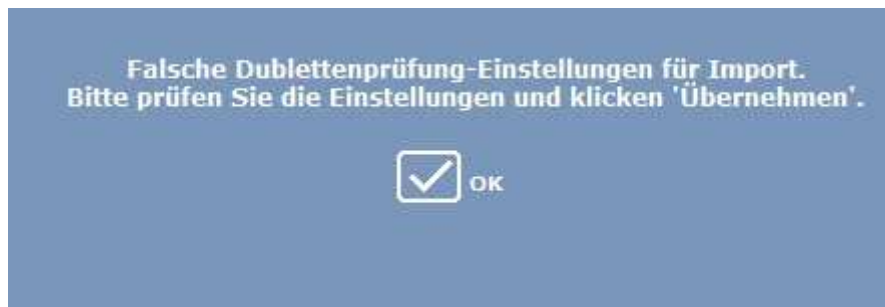 Falsche Dublettenprüfung-Einstellungen für Import.
Bitte prüfen Sie die Einstellungen und klicken 'Übernehmen'.
OK